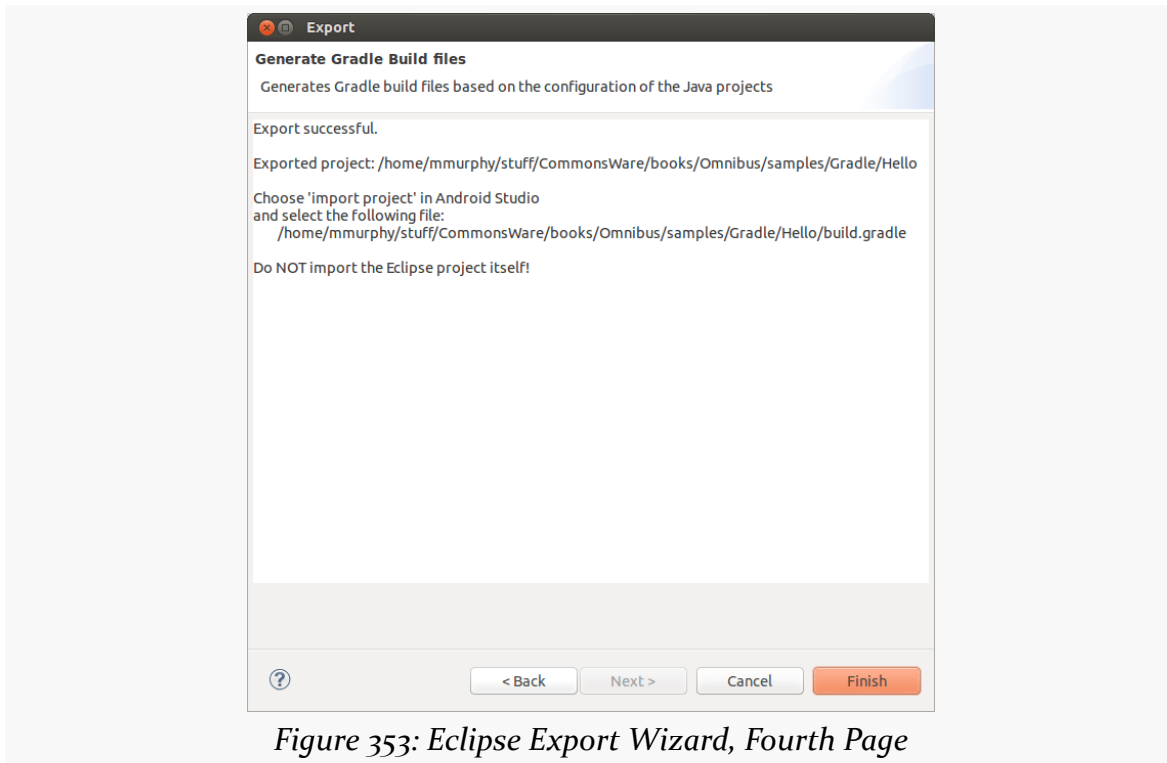 Export
Generate Gradle Build files
Generates Gradle build files based on the configuration of the Java projects
Export successful.
Exported project: /home/mmurphy/stuff/CommonsWare/books/Omnibus/samples/Gradle/Hello
Choose 'import project' in Android Studio
and select the following file:
/home/mmurphy/stuff/CommonsWare/books/Omnibus/samples/Gradle/Hello/build.gradle
Do NOT import the Eclipse project itself!
? < Back Next > Cancel Finish
Figure 353: Eclipse Export Wizard, Fourth Page